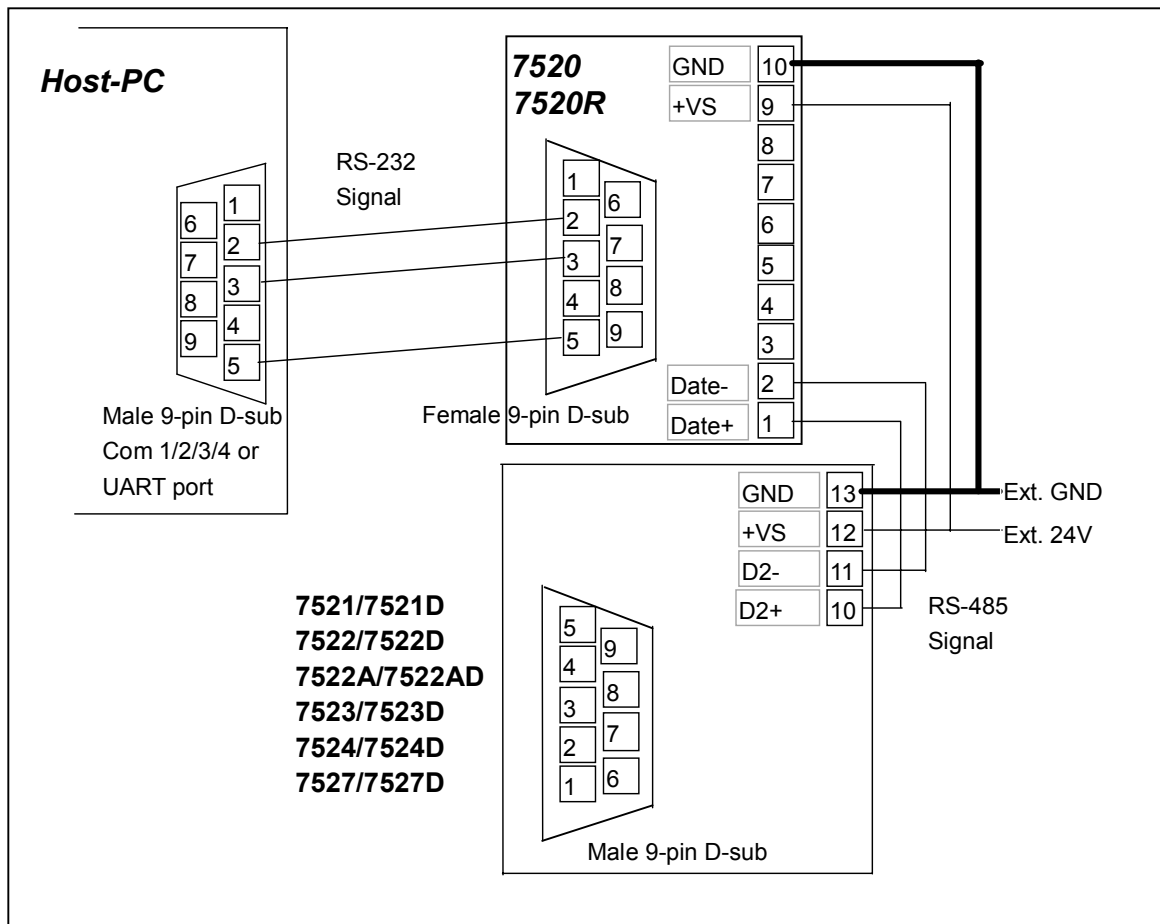 Host-PC
6
7
8
9
1
2
3
4
5
Male 9-pin D-sub
Com 1/2/3/4 or
UART port
RS-232
Signal
7520
7520R
1
2
3
4
5
6
7
8
9
Female 9-pin D-sub
GND 10
+VS 9
8
7
6
5
4
3
Date- 2
Date+ 1
GND 13
+VS 12
D2- 11
D2+ 10
Ext. GND
Ext. 24V
RS-485
Signal
7521/7521D
7522/7522D
7522A/7522AD
7523/7523D
7524/7524D
7527/7527D
5
4
3
2
1
9
8
7
6
Male 9-pin D-sub